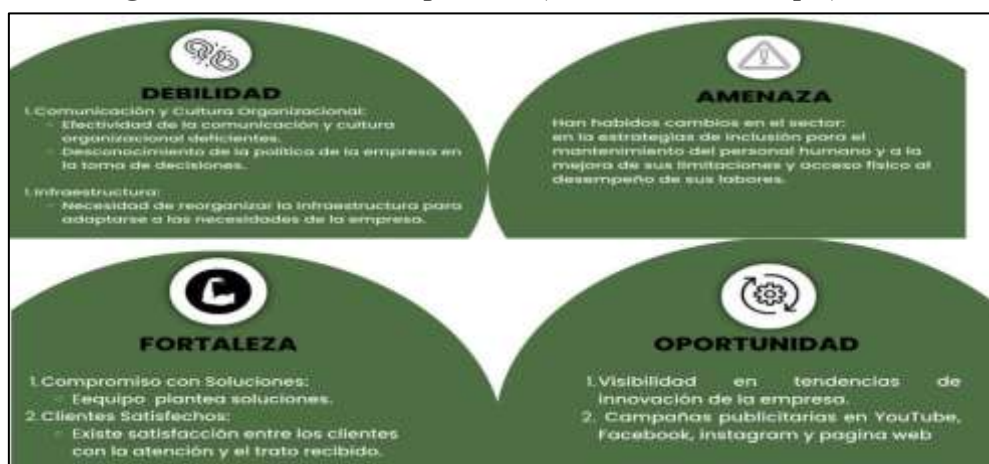 DEBILIDAD
1.Comunicación y Cultura Organizacional:
Efectividad de la comunicación y cultura
organizacional deficientes.
Desconocimiento de la política de la empresa en
la toma de decisiones.
1.Infraestructura:
Necesidad de reorganizar la infraestructura para
adaptarse a las necesidades de la empresa.
AMENAZA
Han habidos cambios en el sector:
en la estrategias de inclusión para el
mantenimiento del personal humano y a la
mejora de sus limitaciones y acceso físico al
desempeño de sus labores.
FORTALEZA
1.Compromiso con Soluciones:
Eequipo plantea soluciones.
2.Clientes Satisfechos:
Existe satisfacción entre los clientes
con la atención y el trato recibido.
OPORTUNIDAD
1.Visibilidad en tendencias de
innovación de la empresa.
2. Campañas publicitarias en YouTube,
Facebook, instagram y pagina web